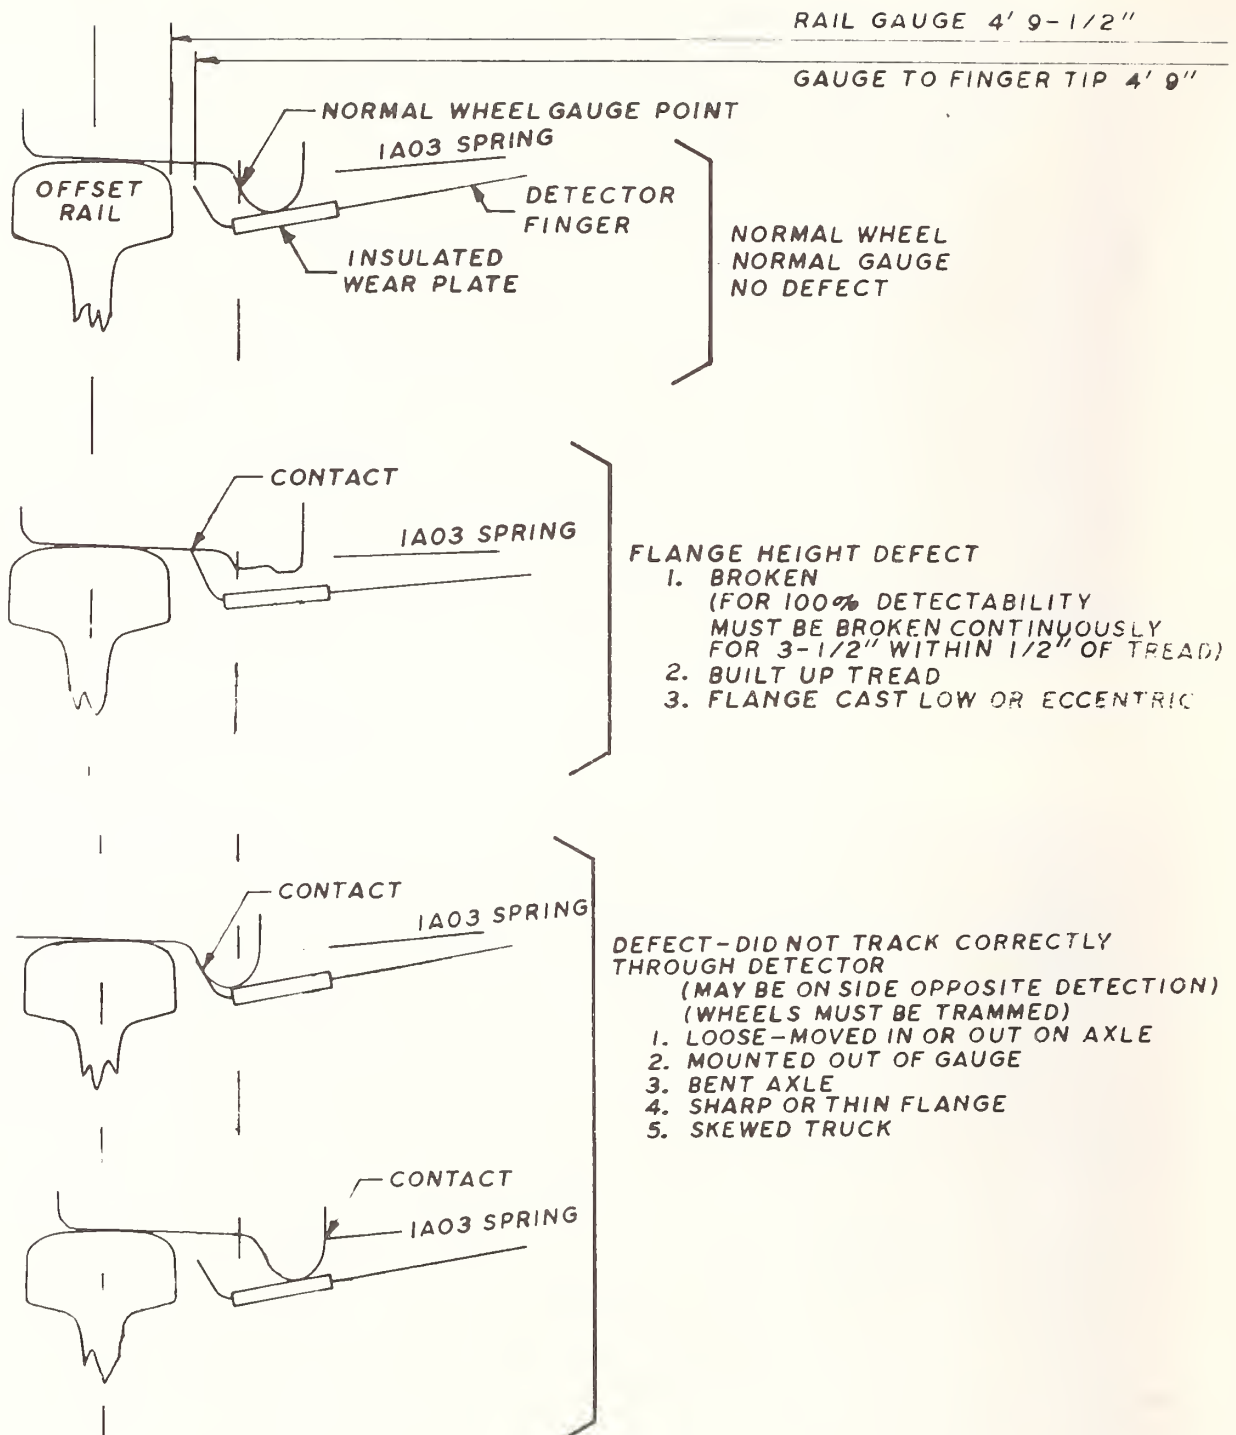 RAIL GAUGE 4' 9-1/2"
GAUGE TO FINGER TIP 4' 9"
NORMAL WHEEL GAUGE POINT
1A03 SPRING
OFFSET
RAIL
DETECTOR
FINGER
INSULATED
WEAR PLATE
NORMAL WHEEL
NORMAL GAUGE
NO DEFECT
CONTACT
1A03 SPRING
FLANGE HEIGHT DEFECT
1. BROKEN
(FOR 100% DETECTABILITY
MUST BE BROKEN CONTINUOUSLY
FOR 3-1/2" WITHIN 1/2" OF TREAD)
2. BUILT UP TREAD
3. FLANGE CAST LOW OR ECCENTRIC
CONTACT
1A03 SPRING
DEFECT-DID NOT TRACK CORRECTLY
THROUGH DETECTOR
(MAY BE ON SIDE OPPOSITE DETECTION)
(WHEELS MUST BE TRAMMED)
1. LOOSE-MOVED IN OR OUT ON AXLE
2. MOUNTED OUT OF GAUGE
3. BENT AXLE
4. SHARP OR THIN FLANGE
5. SKEWED TRUCK
CONTACT
1A03 SPRING